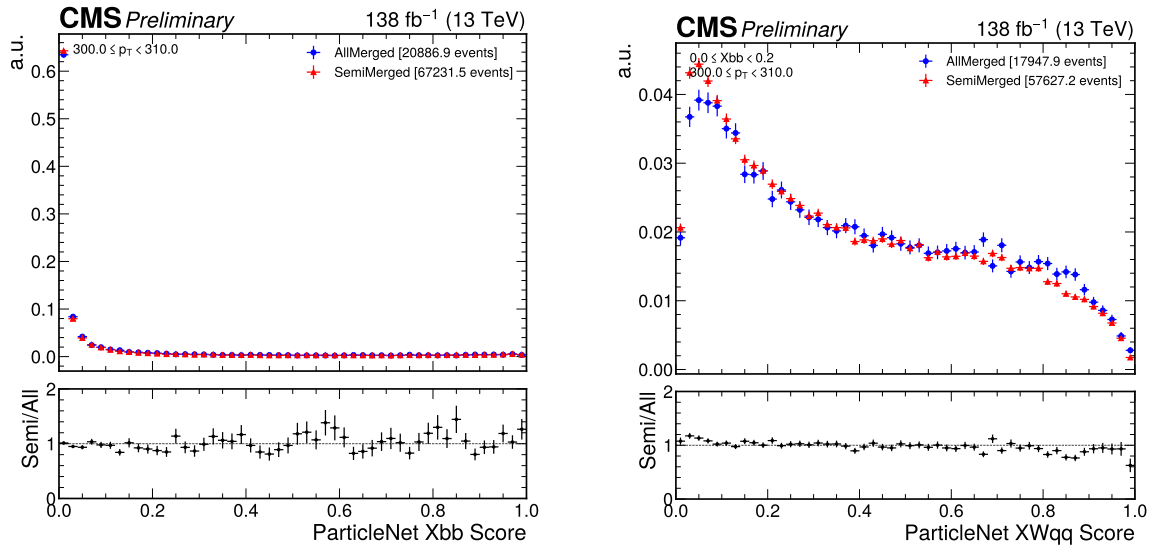 CMS Preliminary 138 fb⁻¹ (13 TeV)
a.u.
300.0 ≤ pT < 310.0
AllMerged [20886.9 events]
SemiMerged [67231.5 events]
0.6
0.5
0.4
0.3
0.2
0.1
0.0
Semi/All
2
1
0
0.0 0.2 0.4 0.6 0.8 1.0
ParticleNet Xbb Score
CMS Preliminary 138 fb⁻¹ (13 TeV)
a.u.
0.0 ≤ Xbb < 0.2
300.0 ≤ pT < 310.0
AllMerged [17947.9 events]
SemiMerged [57627.2 events]
0.04
0.03
0.02
0.01
0.00
Semi/All
2
1
0
0.0 0.2 0.4 0.6 0.8 1.0
ParticleNet XWqq Score